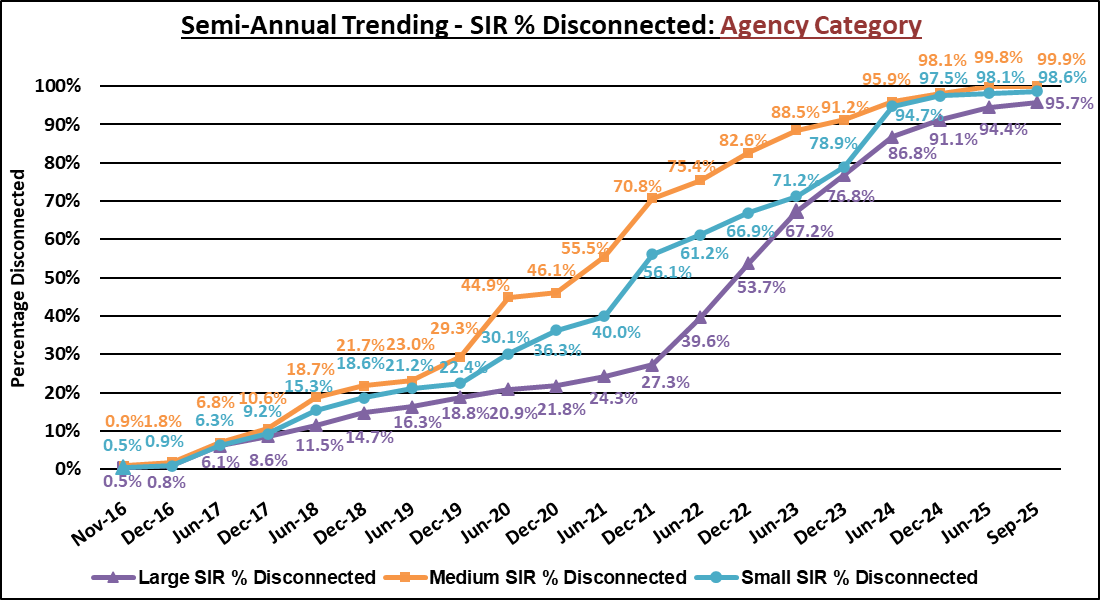 Semi-Annual Trending - SIR % Disconnected: Agency Category
Percentage Disconnected
100%
90%
80%
70%
60%
50%
40%
30%
20%
10%
0%
0.9% 1.8% 6.8% 10.6% 18.7% 21.7% 23.0% 29.3% 44.9% 46.1% 55.5% 70.8% 75.4% 82.6% 88.5% 91.2% 95.9% 98.1% 99.8% 99.9%
0.5% 0.9% 6.3% 9.2% 15.3% 18.6% 21.2% 22.4% 30.1% 36.3% 40.0% 56.1% 61.2% 66.9% 71.2% 78.9% 94.7% 97.5% 98.1% 98.6%
0.5% 0.8% 6.1% 8.6% 11.5% 14.7% 16.3% 18.8% 20.9% 21.8% 24.3% 27.3% 39.6% 53.7% 67.2% 76.8% 86.8% 91.1% 94.4% 95.7%
Nov-16 Dec-16 Jun-17 Dec-17 Jun-18 Dec-18 Jun-19 Dec-19 Jun-20 Dec-20 Jun-21 Dec-21 Jun-22 Dec-22 Jun-23 Dec-23 Jun-24 Dec-24 Jun-25 Sep-25
Large SIR % Disconnected Medium SIR % Disconnected Small SIR % Disconnected